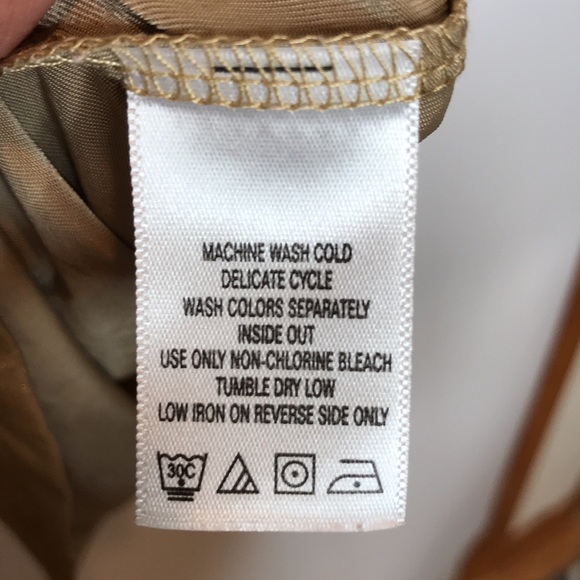 MACHINE WASH COLD
DELICATE CYCLE
WASH COLORS SEPARATELY
INSIDE OUT
USE ONLY NON-CHLORINE BLEACH
TUMBLE DRY LOW
LOW IRON ON REVERSE SIDE ONLY
30C